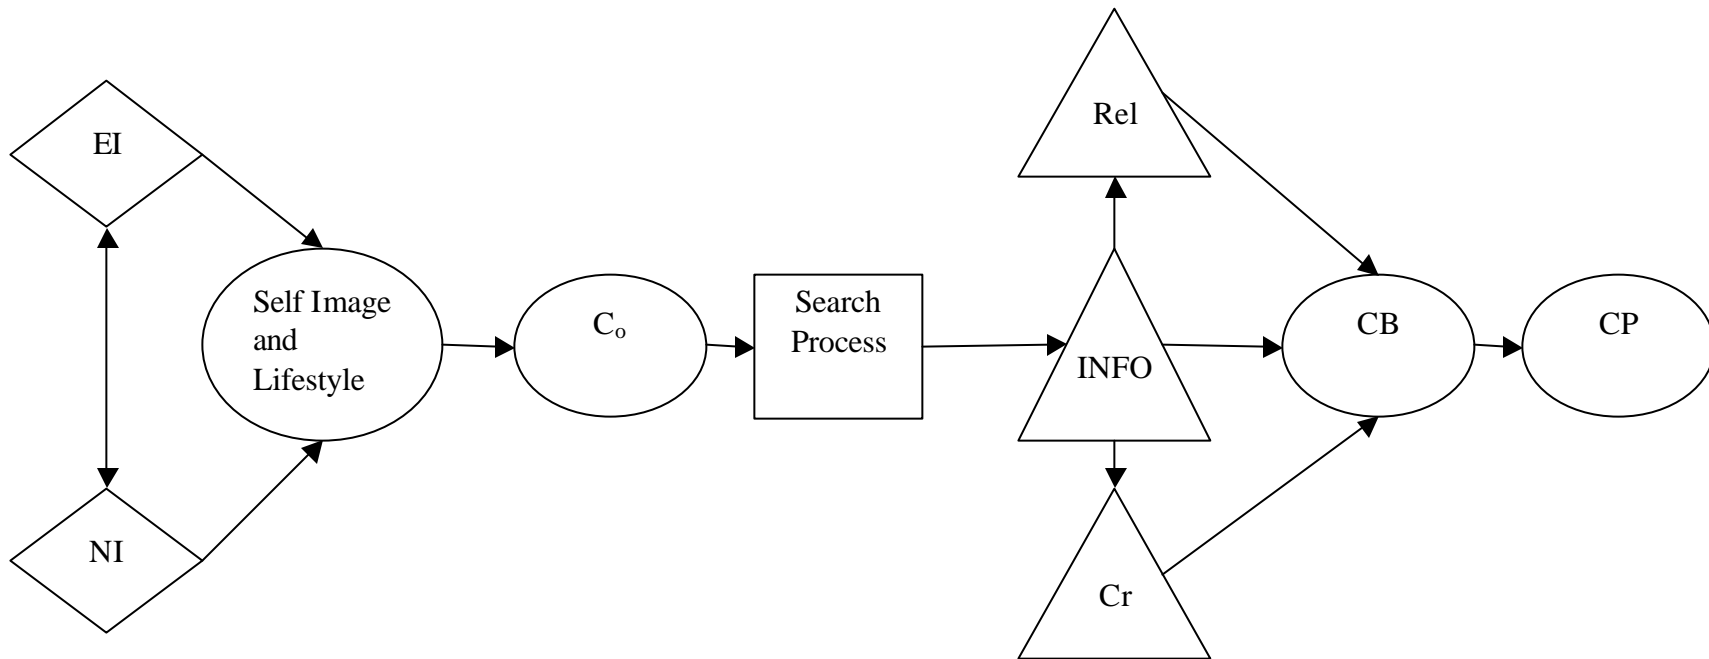 EI
NI
Self Image
and
Lifestyle
Cₒ
Search
Process
Rel
INFO
Cr
CB
CP